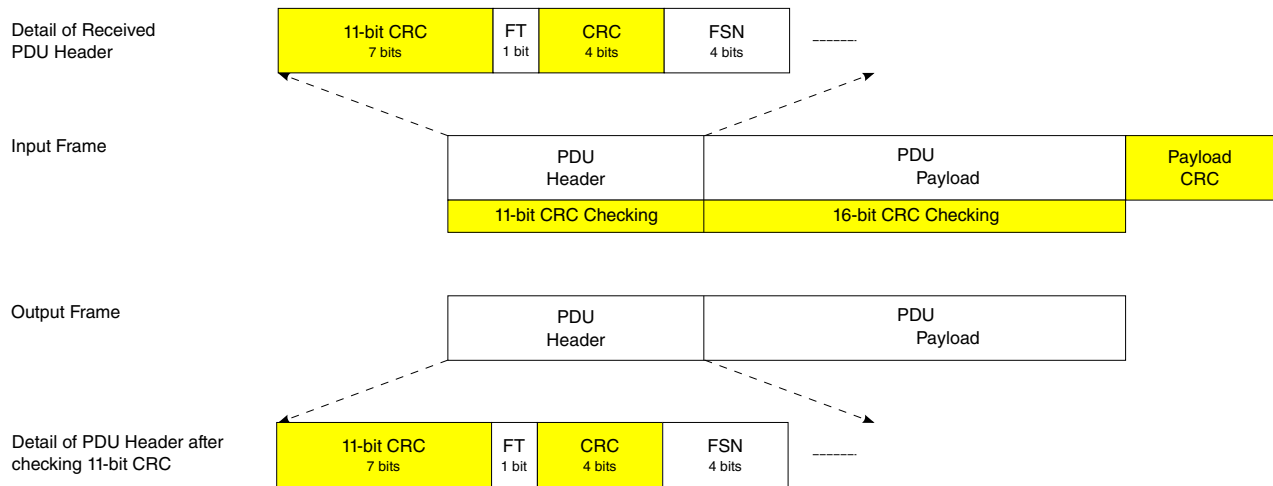 Detail of Received
PDU Header
11-bit CRC
7 bits
FT
1 bit
CRC
4 bits
FSN
4 bits
Input Frame
PDU
Header
PDU
Payload
Payload
CRC
11-bit CRC Checking
16-bit CRC Checking
Output Frame
PDU
Header
PDU
Payload
Detail of PDU Header after
checking 11-bit CRC
11-bit CRC
7 bits
FT
1 bit
CRC
4 bits
FSN
4 bits